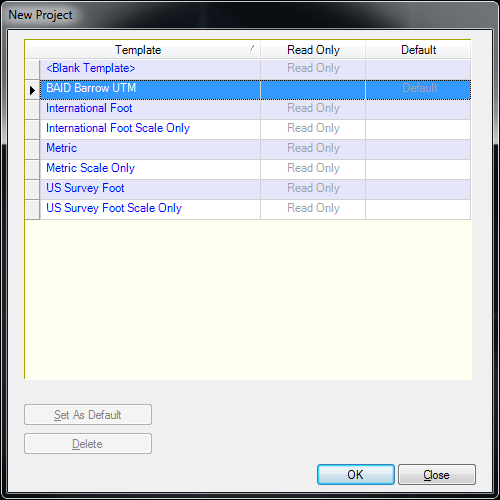 New Project
Template Read Only Default
<Blank Template> Read Only
BAID Barrow UTM Default
International Foot Read Only
International Foot Scale Only Read Only
Metric Read Only
Metric Scale Only Read Only
US Survey Foot Read Only
US Survey Foot Scale Only Read Only
Set As Default
Delete
OK Close